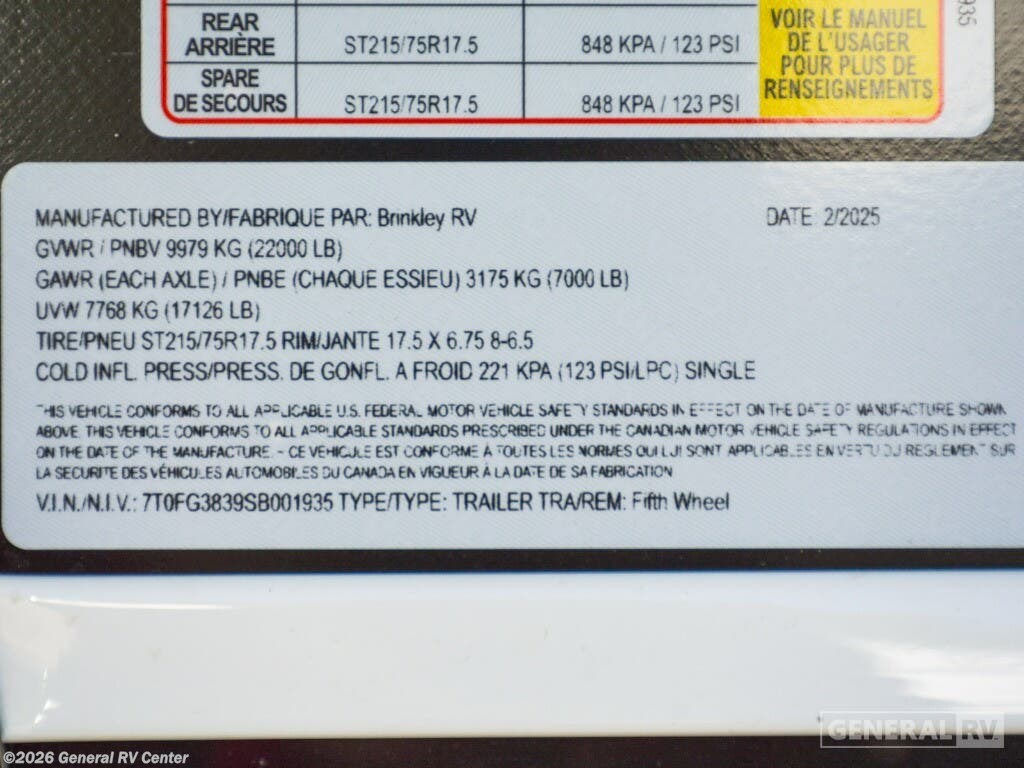 REAR
ARRIÈRE
ST215/75R17.5
848 KPA / 123 PSI
SPARE
DE SECOURS
ST215/75R17.5
848 KPA / 123 PSI
VOIR LE MANUEL
DE L'USAGER
POUR PLUS DE
RENSEIGNEMENTS
935
MANUFACTURED BY/FABRIQUE PAR: Brinkley RV
DATE: 2/2025
GVWR / PNBV 9979 KG (22000 LB)
GAWR (EACH AXLE) / PNBE (CHAQUE ESSIEU) 3175 KG (7000 LB)
UVW 7768 KG (17126 LB)
TIRE/PNEU ST215/75R17.5 RIM/JANTE 17.5 X 6.75 8-6.5
COLD INFL. PRESS/PRESS. DE GONFL. A FROID 221 KPA (123 PSI/LPC) SINGLE
THIS VEHICLE CONFORMS TO ALL APPLICABLE U.S. FEDERAL MOTOR VEHICLE SAFETY STANDARDS IN EFFECT ON THE DATE OF MANUFACTURE SHOWN
ABOVE. THIS VEHICLE CONFORMS TO ALL APPLICABLE STANDARDS PRESCRIBED UNDER THE CANADIAN MOTOR VEHICLE SAFETY REGULATIONS IN EFFECT
ON THE DATE OF THE MANUFACTURE. - CE VÉHICULE EST CONFORME À TOUTES LES NORMES QUI LUI SONT APPLICABLES EN VERTU DU REGLEMENT SUR
LA SECURITE DES VÉHICULES AUTOMOBILES DU CANADA EN VIGUEUR À LA DATE DE SA FABRICATION
V.I.N./N.I.V.: 7T0FG3839SB001935 TYPE/TYPE: TRAILER TRA/REM: Fifth Wheel
GENERAL RV
©2026 General RV Center